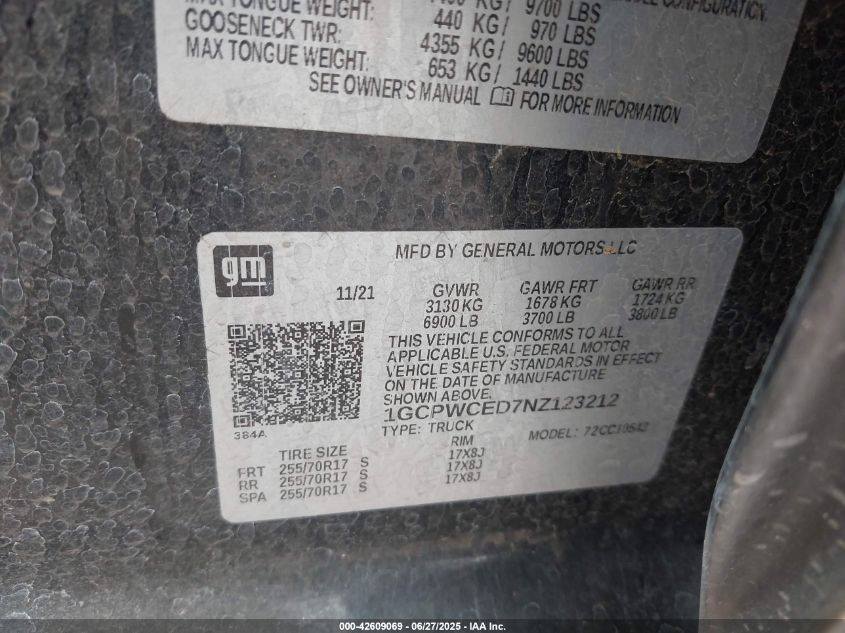 MAX TONGUE WEIGHT: 440 KG / 970 LBS
GOOSENECK TWR: 4355 KG / 9600 LBS
MAX TONGUE WEIGHT: 653 KG / 1440 LBS
SEE OWNER'S MANUAL FOR MORE INFORMATION
9700 LBS
CONFIGURATION.
gm
MFD BY GENERAL MOTORS LLC
11/21
GVWR GAWR FRT GAWR RR
3130 KG 1678 KG 1724 KG
6900 LB 3700 LB 3800 LB
THIS VEHICLE CONFORMS TO ALL
APPLICABLE U.S. FEDERAL MOTOR
VEHICLE SAFETY STANDARDS IN EFFECT
ON THE DATE OF MANUFACTURE
SHOWN ABOVE.
1GCPWCED7NZ123212
TYPE: TRUCK MODEL:
384A
TIRE SIZE RIM
FRT 255/70R17 S 17X8J
RR 255/70R17 S 17X8J
SPA 255/70R17 S 17X8J
000-42609069 | 06/27/2025 - IAA Inc.